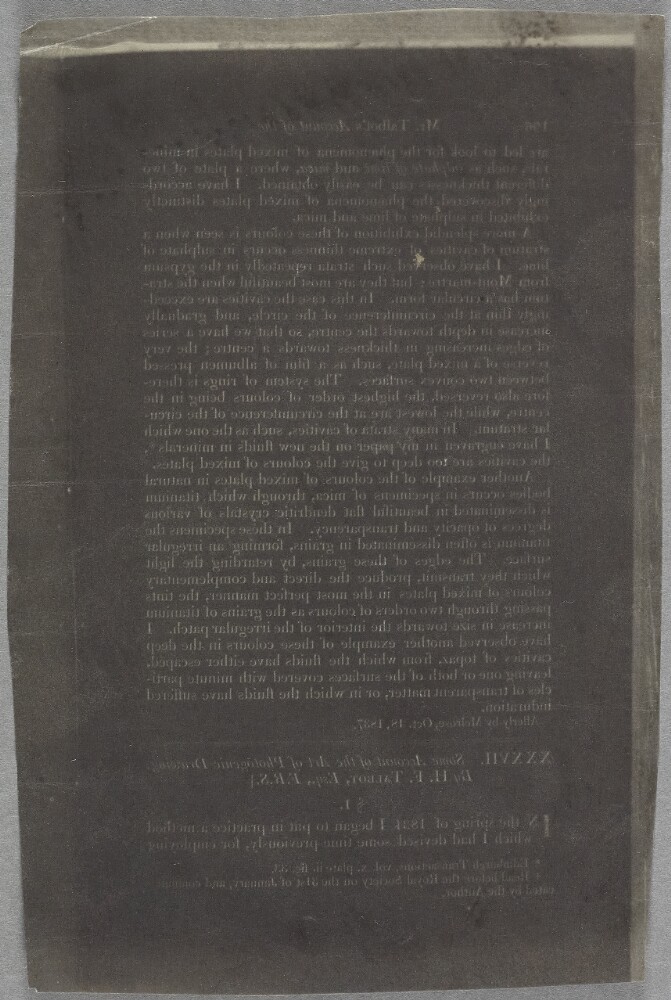 196 Mr. Talbot's Account of the
are led to look for the phænomena of mixed plates in mine-
rals, such as sulphate of lime and mica, where a plate of two
different thicknesses can be easily obtained. I have accord-
ingly discovered the phænomena of mixed plates distinctly
exhibited in sulphate of lime and mica.
A more splendid exhibition of these colours is seen when a
stratum of cavities of extreme thinness occurs in sulphate of
lime. I have observed such strata repeatedly in the gypsum
from Mont-martre; but they are most beautiful when the stra-
tum has a circular form. In this case the cavities are exceed-
ingly thin at the circumference of the circle, and gradually
increase in depth towards the centre, so that we have a series
of edges increasing in thickness towards a centre; the very
reverse of a mixed plate, such as a film of albumen pressed
between two convex surfaces. The system of rings is there-
fore also reversed, the highest order of colours being in the
centre, while the lowest are at the circumference of the circu-
lar stratum. In many strata of cavities, such as the one which
I have engraven in my paper on the new fluids in minerals*,
the cavities are too deep to give the colours of mixed plates.
Another example of the colours of mixed plates in natural
bodies occurs in specimens of mica, through which titanium
is disseminated in beautiful flat dendritic crystals of various
degrees of opacity and transparency. In these specimens the
titanium is often disseminated in grains, forming an irregular
surface. The edges of these grains, by retarding the light
which they transmit, produce the direct and complementary
colours of mixed plates in the most perfect manner, the tints
passing through two orders of colours as the grains of titanium
increase in size towards the interior of the irregular patch. I
have observed another example of these colours in the deep
cavities of topaz, from which the fluids have either escaped,
leaving one or both of the surfaces covered with minute parti-
cles of transparent matter, or in which the fluids have suffered
induration.
Allerly by Melrose, Oct. 18, 1837.
XXXVII. Some Account of the Art of Photogenic Drawing.
By H. F. TALBOT, Esq., F.R.S.†
§ 1.
IN the spring of 1834 I began to put in practice a method
which I had devised some time previously, for employing
* Edinburgh Transactions, vol. x. plate ii. fig.
† Read before the Royal Society on the 31st of January, and communi-
cated by the Author.